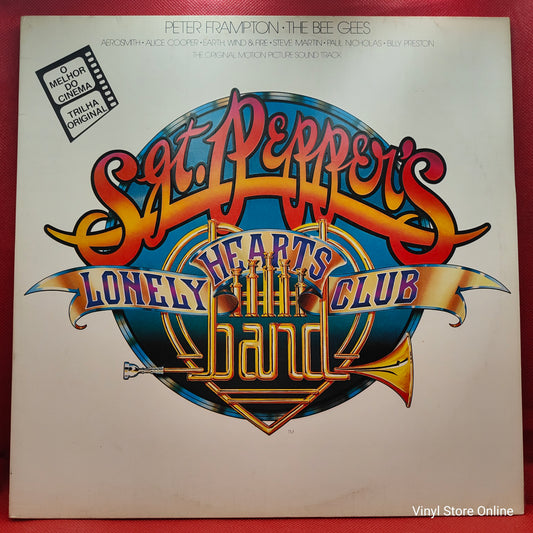 PETER FRAMPTON · THE BEE GEES
AEROSMITH · ALICE COOPER · EARTH, WIND & FIRE · STEVE MARTIN · PAUL NICHOLAS · BILLY PRESTON
THE ORIGINAL MOTION PICTURE SOUND TRACK
O
MELHOR
DO
CINEMA
TRILHA
ORIGINAL
Sgt. PEPPER'S
LONELY HEARTS CLUB
band
TM
Vinyl Store Online